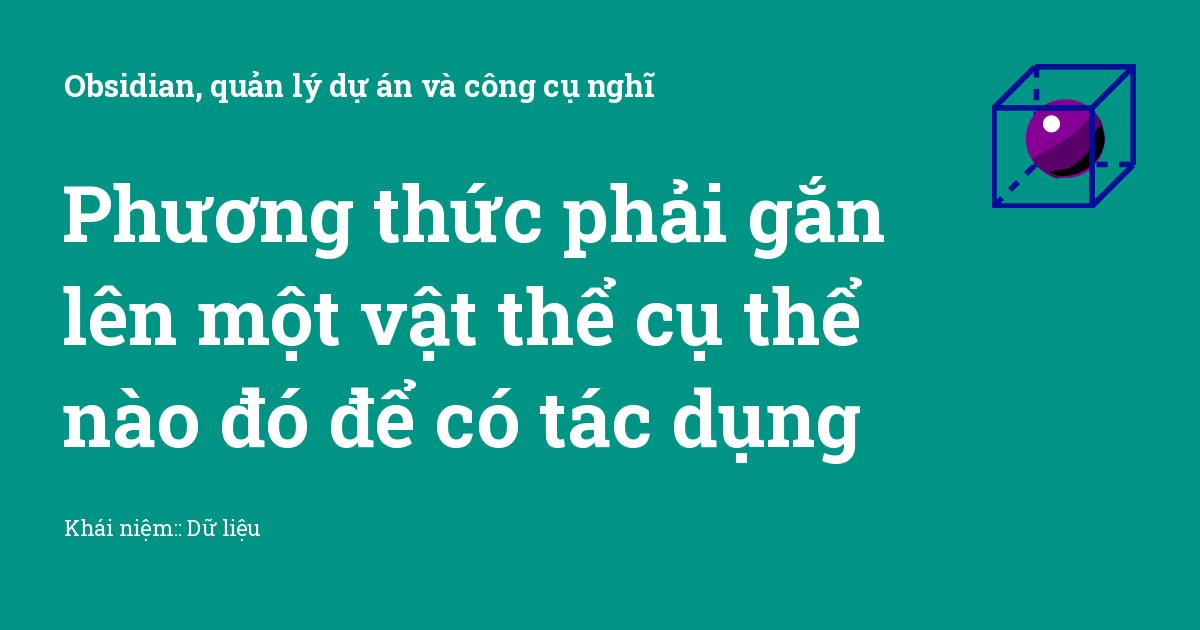 Obsidian, quản lý dự án và công cụ nghĩ
Phương thức phải gắn
lên một vật thể cụ thể
nào đó để có tác dụng
Khái niệm:: Dữ liệu